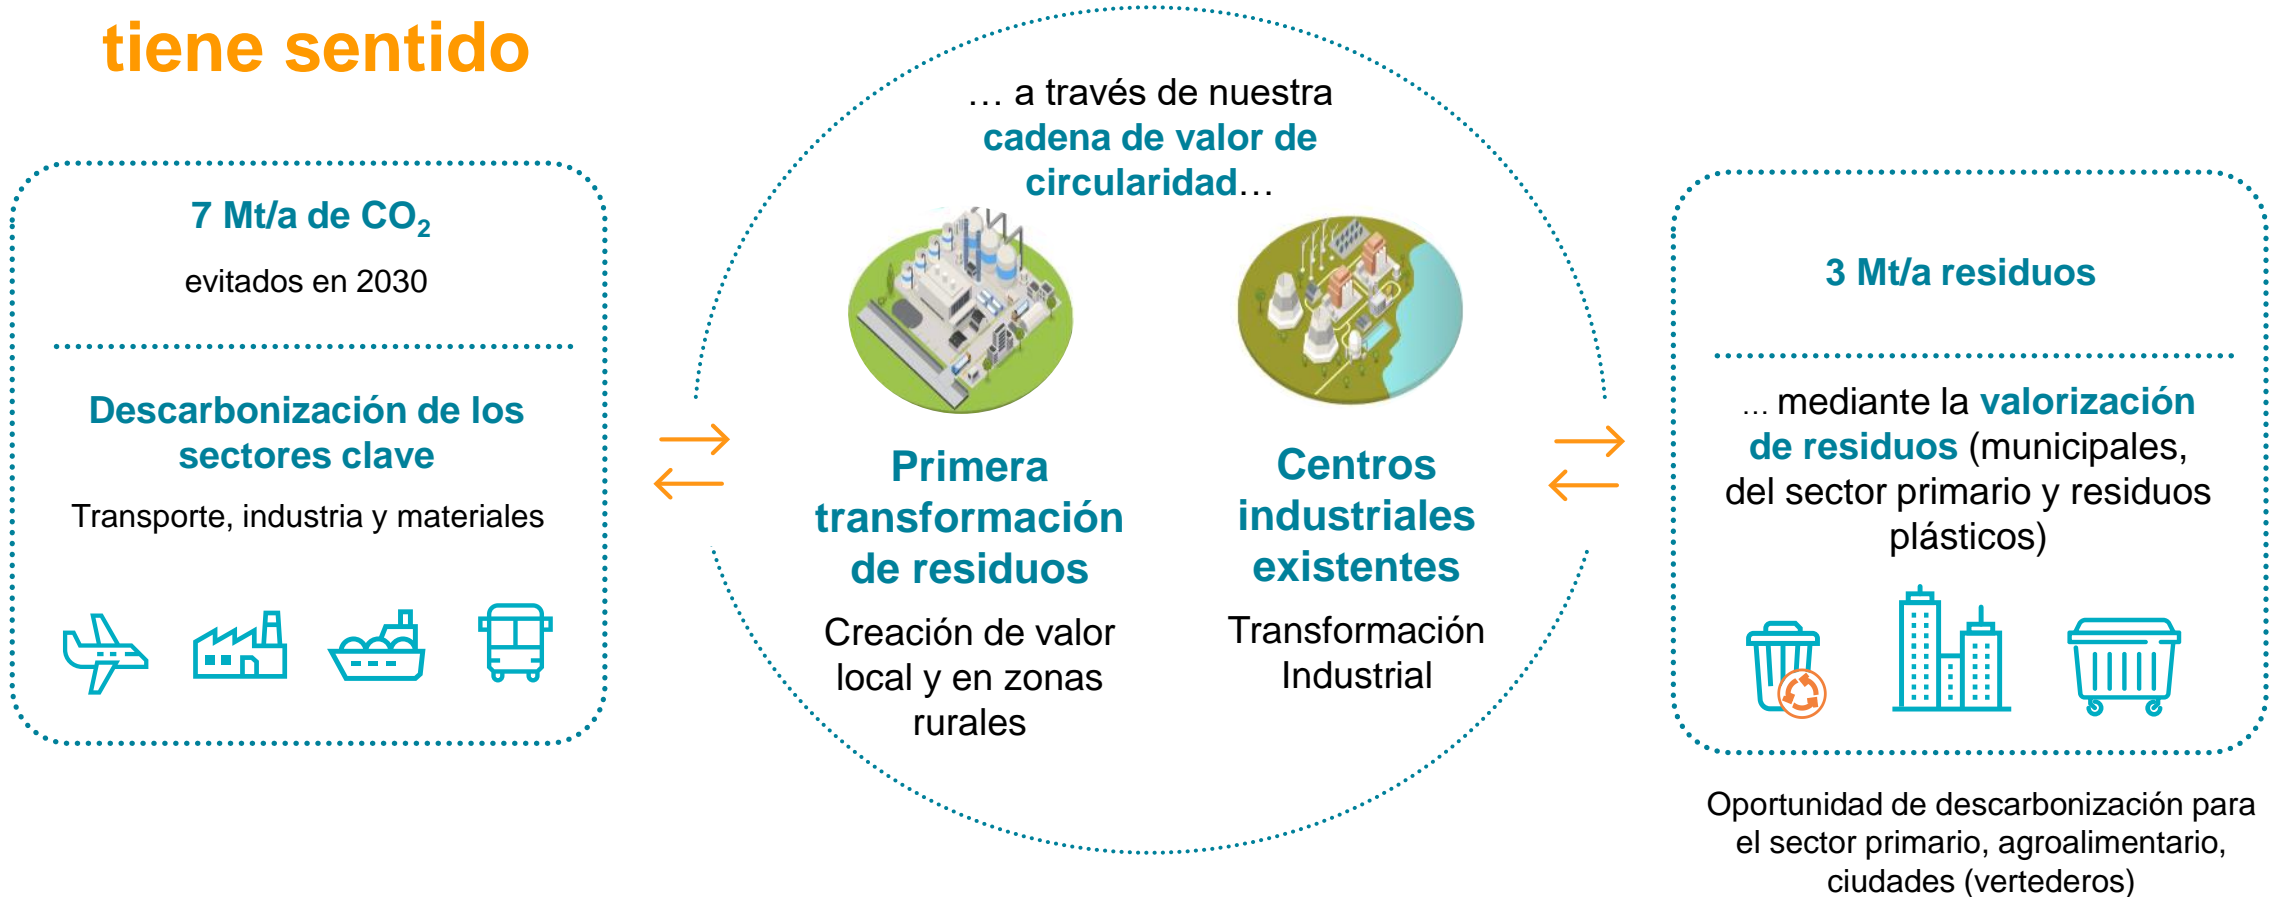 tiene sentido
7 Mt/a de CO₂
evitados en 2030
Descarbonización de los
sectores clave
Transporte, industria y materiales
… a través de nuestra
cadena de valor de
circularidad…
Primera
transformación
de residuos
Creación de valor
local y en zonas
rurales
Centros
industriales
existentes
Transformación
Industrial
3 Mt/a residuos
… mediante la valorización
de residuos (municipales,
del sector primario y residuos
plásticos)
Oportunidad de descarbonización para
el sector primario, agroalimentario,
ciudades (vertederos)